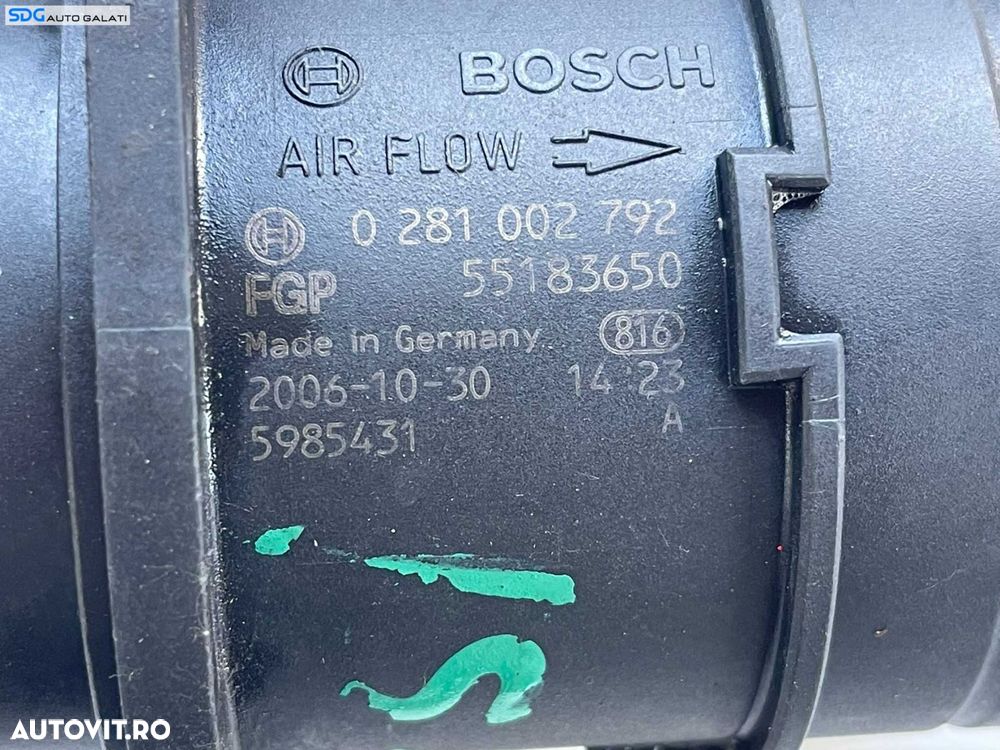 SDG AUTO GALATI
BOSCH
AIR FLOW
0 281 002 792
FGP 55183650
Made in Germany 816
2006-10-30 14:23
5985431 A
AUTOVIT.RO